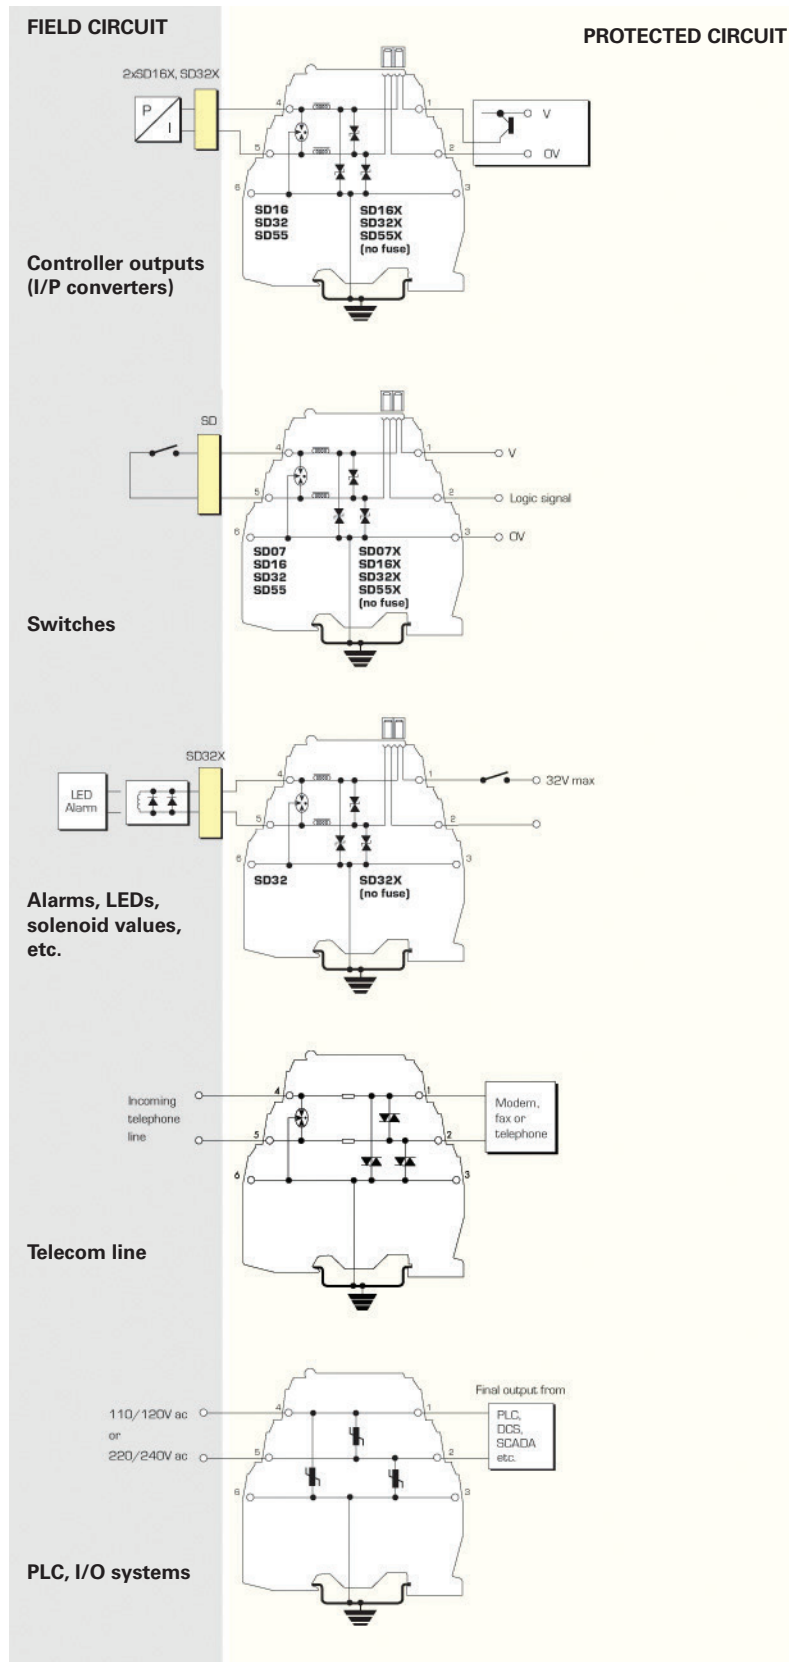 FIELD CIRCUIT
PROTECTED CIRCUIT
2xSD16X, SD32X
P
I
4
5
6
1
2
3
V
0V
SD16
SD32
SD55
SD16X
SD32X
SD55X
(no fuse)
Controller outputs
(I/P converters)
SD
4
5
6
1
2
3
V
Logic signal
0V
SD07
SD16
SD32
SD55
SD07X
SD16X
SD32X
SD55X
(no fuse)
Switches
SD32X
LED
Alarm
4
5
6
1
2
3
32V max
SD32
SD32X
(no fuse)
Alarms, LEDs,
solenoid values,
etc.
Incoming
telephone
line
4
5
6
1
2
3
Modem,
fax or
telephone
Telecom line
110/120V ac
or
220/240V ac
4
5
6
1
2
3
Final output from
PLC,
DCS,
SCADA
etc.
PLC, I/O systems